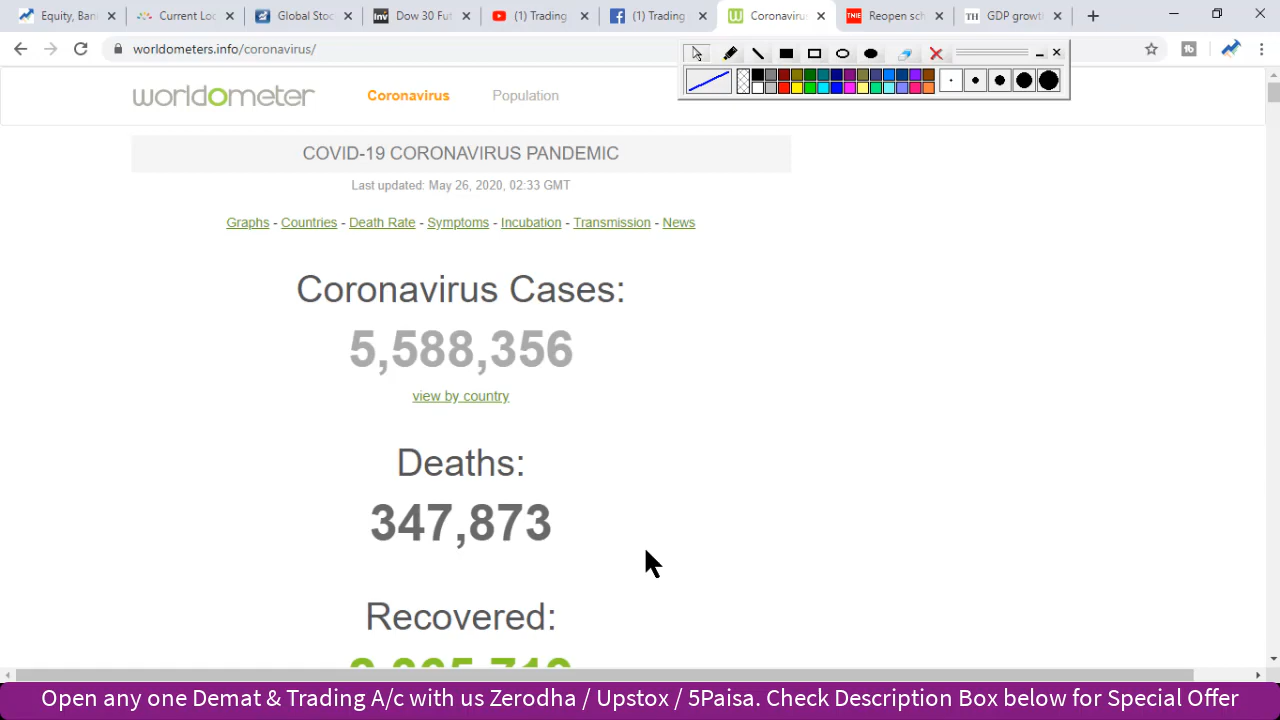 Equity, Ban
Current Loc
Global Stoc
Dow 30 Fut
(1) Trading
(1) Trading
Coronavirus
Reopen sch
GDP growth
worldometers.info/coronavirus/
worldometer
Coronavirus
Population
COVID-19 CORONAVIRUS PANDEMIC
Last updated: May 26, 2020, 02:33 GMT
Graphs - Countries - Death Rate - Symptoms - Incubation - Transmission - News
Coronavirus Cases:
5,588,356
view by country
Deaths:
347,873
Recovered:
Open any one Demat & Trading A/c with us Zerodha / Upstox / 5Paisa. Check Description Box below for Special Offer